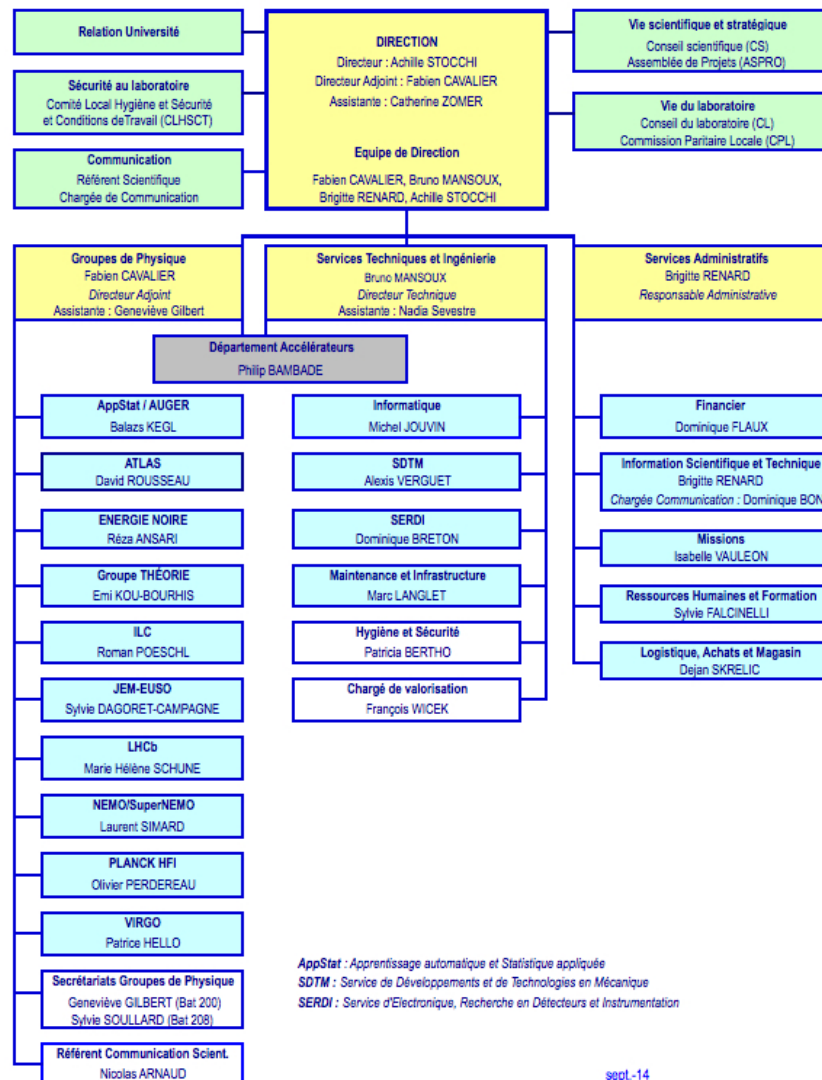 Relation Université
Sécurité au laboratoire
Comité Local Hygiène et Sécurité
et Conditions deTravail (CLHSCT)
Communication
Référent Scientifique
Chargée de Communication
DIRECTION
Directeur : Achille STOCCHI
Directeur Adjoint : Fabien CAVALIER
Assistante : Catherine ZOMER
Equipe de Direction
Fabien CAVALIER, Bruno MANSOUX,
Brigitte RENARD, Achille STOCCHI
Vie scientifique et stratégique
Conseil scientifique (CS)
Assemblée de Projets (ASPRO)
Vie du laboratoire
Conseil du laboratoire (CL)
Commission Paritaire Locale (CPL)
Groupes de Physique
Fabien CAVALIER
Directeur Adjoint
Assistante : Geneviève Gilbert
Services Techniques et Ingénierie
Bruno MANSOUX
Directeur Technique
Assistante : Nadia Sevestre
Services Administratifs
Brigitte RENARD
Responsable Administrative
Département Accélérateurs
Philip BAMBADE
AppStat / AUGER
Balazs KEGL
ATLAS
David ROUSSEAU
ENERGIE NOIRE
Réza ANSARI
Groupe THÉORIE
Emi KOU-BOURHIS
ILC
Roman POESCHL
JEM-EUSO
Sylvie DAGORET-CAMPAGNE
LHCb
Marie Hélène SCHUNE
NEMO/SuperNEMO
Laurent SIMARD
PLANCK HFI
Olivier PERDEREAU
VIRGO
Patrice HELLO
Secrétariats Groupes de Physique
Geneviève GILBERT (Bat 200)
Sylvie SOULLARD (Bat 208)
Référent Communication Scient.
Nicolas ARNAUD
Informatique
Michel JOUVIN
SDTM
Alexis VERGUET
SERDI
Dominique BRETON
Maintenance et Infrastructure
Marc LANGLET
Hygiène et Sécurité
Patricia BERTHO
Chargé de valorisation
François WICEK
Financier
Dominique FLAUX
Information Scientifique et Technique
Brigitte RENARD
Chargée Communication : Dominique BON
Missions
Isabelle VAULEON
Ressources Humaines et Formation
Sylvie FALCINELLI
Logistique, Achats et Magasin
Dejan SKRELIC
AppStat : Apprentissage automatique et Statistique appliquée
SDTM : Service de Développements et de Technologies en Mécanique
SERDI : Service d'Electronique, Recherche en Détecteurs et Instrumentation
sept.-14